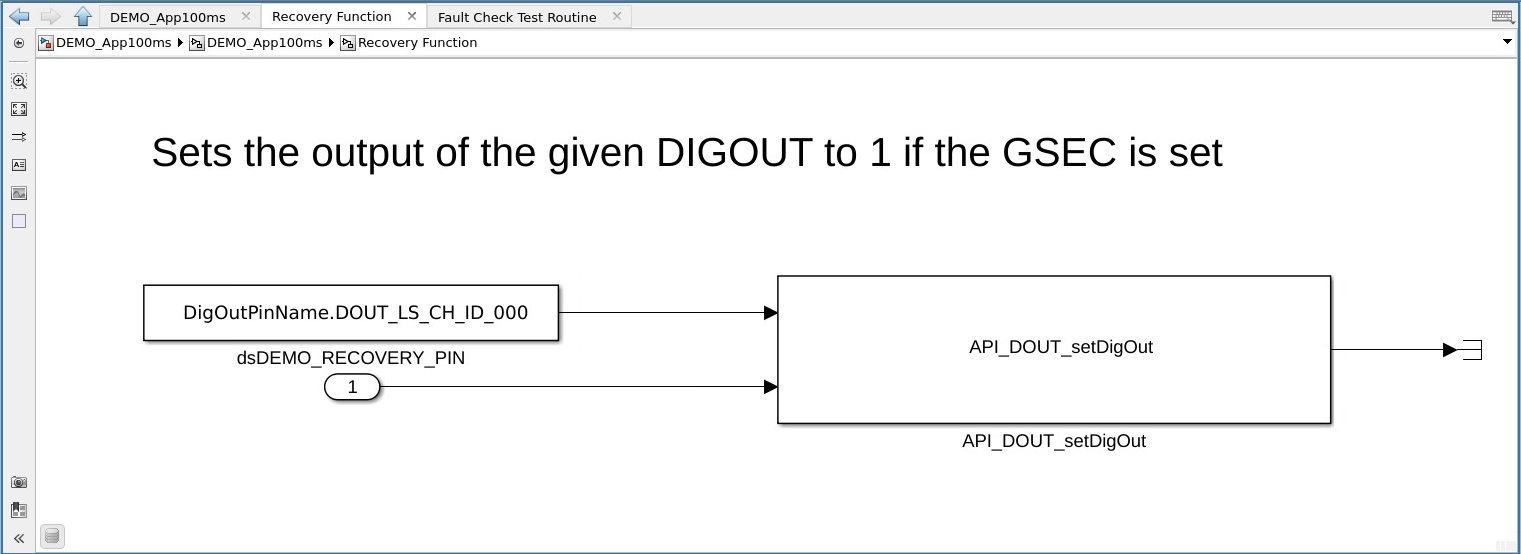 DEMO_App100ms
Recovery Function
Fault Check Test Routine
DEMO_App100ms DEMO_App100ms Recovery Function
Sets the output of the given DIGOUT to 1 if the GSEC is set
DigOutPinName.DOUT_LS_CH_ID_000
dsDEMO_RECOVERY_PIN
1
API_DOUT_setDigOut
API_DOUT_setDigOut